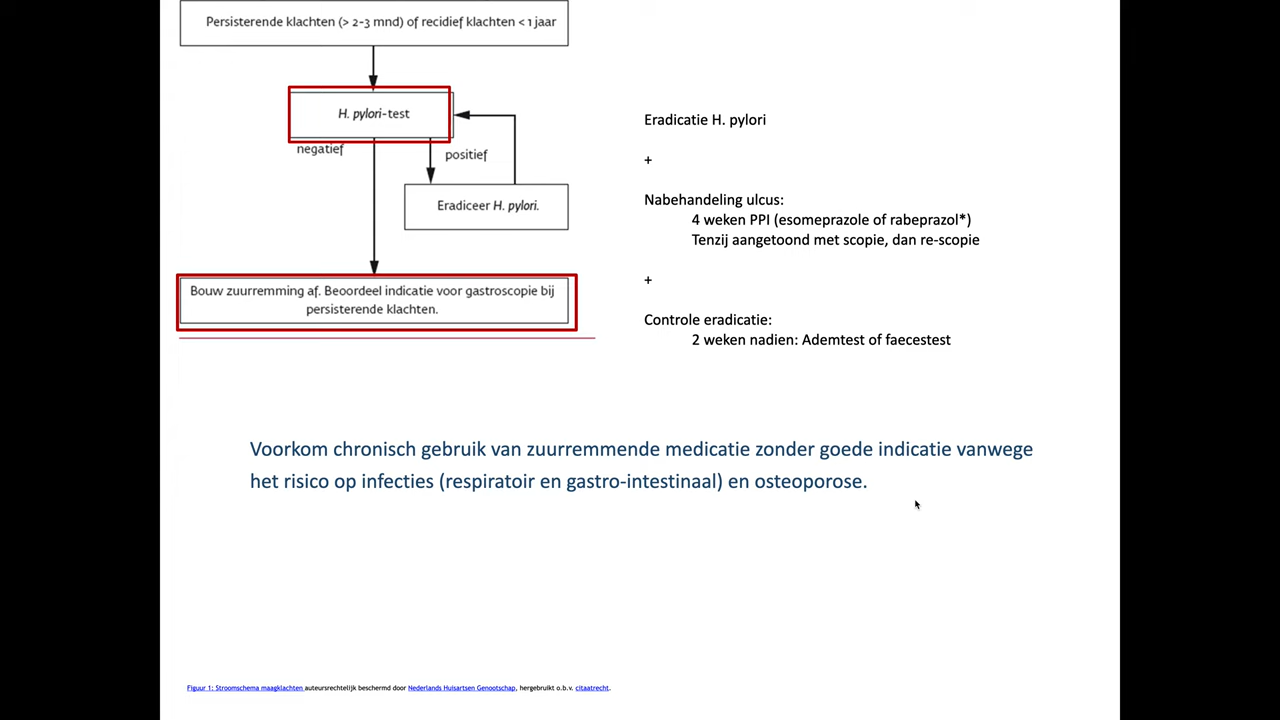 Persisterende klachten (> 2-3 mnd) of recidief klachten < 1 jaar
H. pylori-test
negatief
positief
Eradiceer H. pylori.
Bouw zuurremming af. Beoordeel indicatie voor gastroscopie bij
persisterende klachten.
Eradicatie H. pylori
+
Nabehandeling ulcus:
4 weken PPI (esomeprazole of rabeprazol*)
Tenzij aangetoond met scopie, dan re-scopie
+
Controle eradicatie:
2 weken nadien: Ademtest of faecestest
Voorkom chronisch gebruik van zuurremmende medicatie zonder goede indicatie vanwege
het risico op infecties (respiratoir en gastro-intestinaal) en osteoporose.
Figuur 1: Stroomschema maagklachten auteursrechtelijk beschermd door Nederlands Huisartsen Genootschap, hergebruikt o.b.v. citaatrecht.